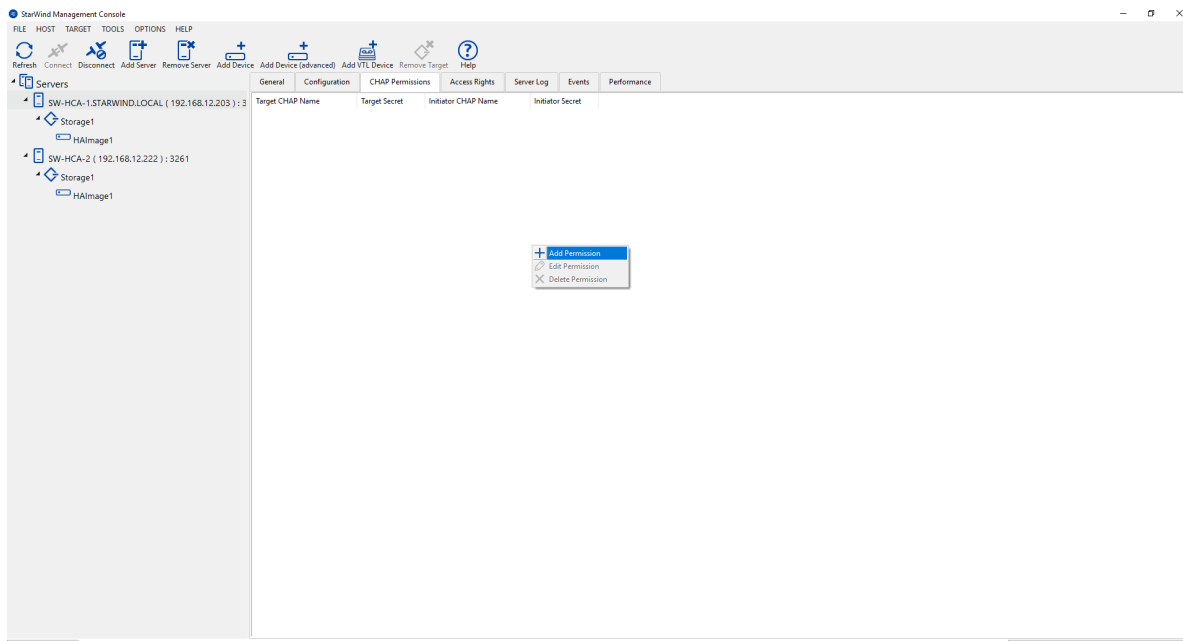 StarWind Management Console
FILE HOST TARGET TOOLS OPTIONS HELP
Refresh Connect Disconnect Add Server Remove Server Add Device Add Device (advanced) Add VTL Device Remove Target Help
Servers
SW-HCA-1.STARWIND.LOCAL ( 192.168.12.203 ) : 3
Storage1
HAImage1
SW-HCA-2 ( 192.168.12.222 ) : 3261
Storage1
HAImage1
General Configuration CHAP Permissions Access Rights Server Log Events Performance
Target CHAP Name Target Secret Initiator CHAP Name Initiator Secret
Add Permission
Edit Permission
Delete Permission